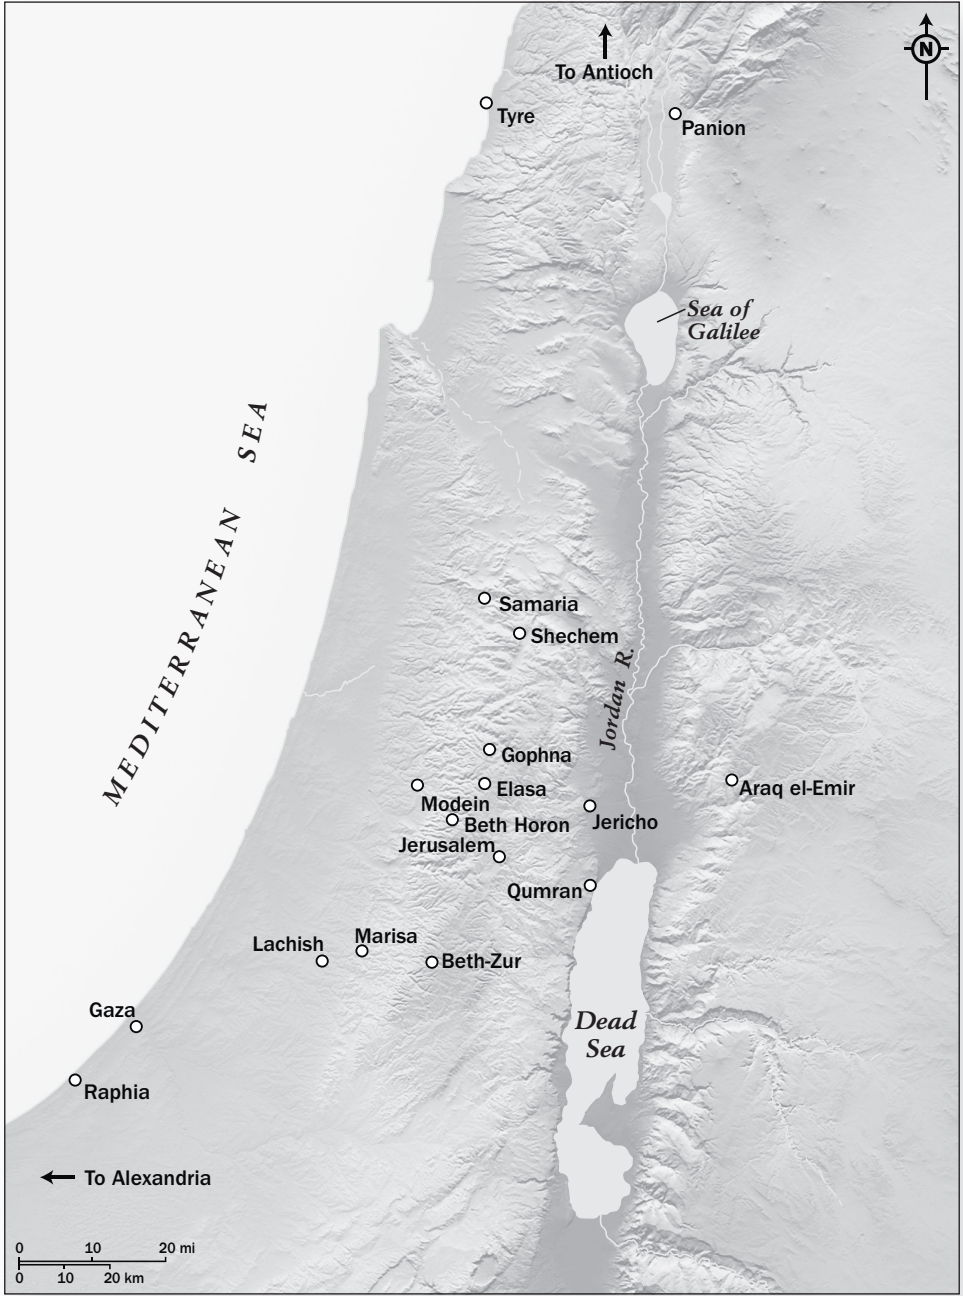 To Antioch
N
Tyre
Panion
Sea of
Galilee
MEDITERRANEAN SEA
Samaria
Shechem
Jordan R.
Gophna
Elasa
Araq el-Emir
Modein
Jericho
Beth Horon
Jerusalem
Qumran
Marisa
Lachish
Beth-Zur
Gaza
Dead
Sea
Raphia
To Alexandria
0 10 20 mi
0 10 20 km